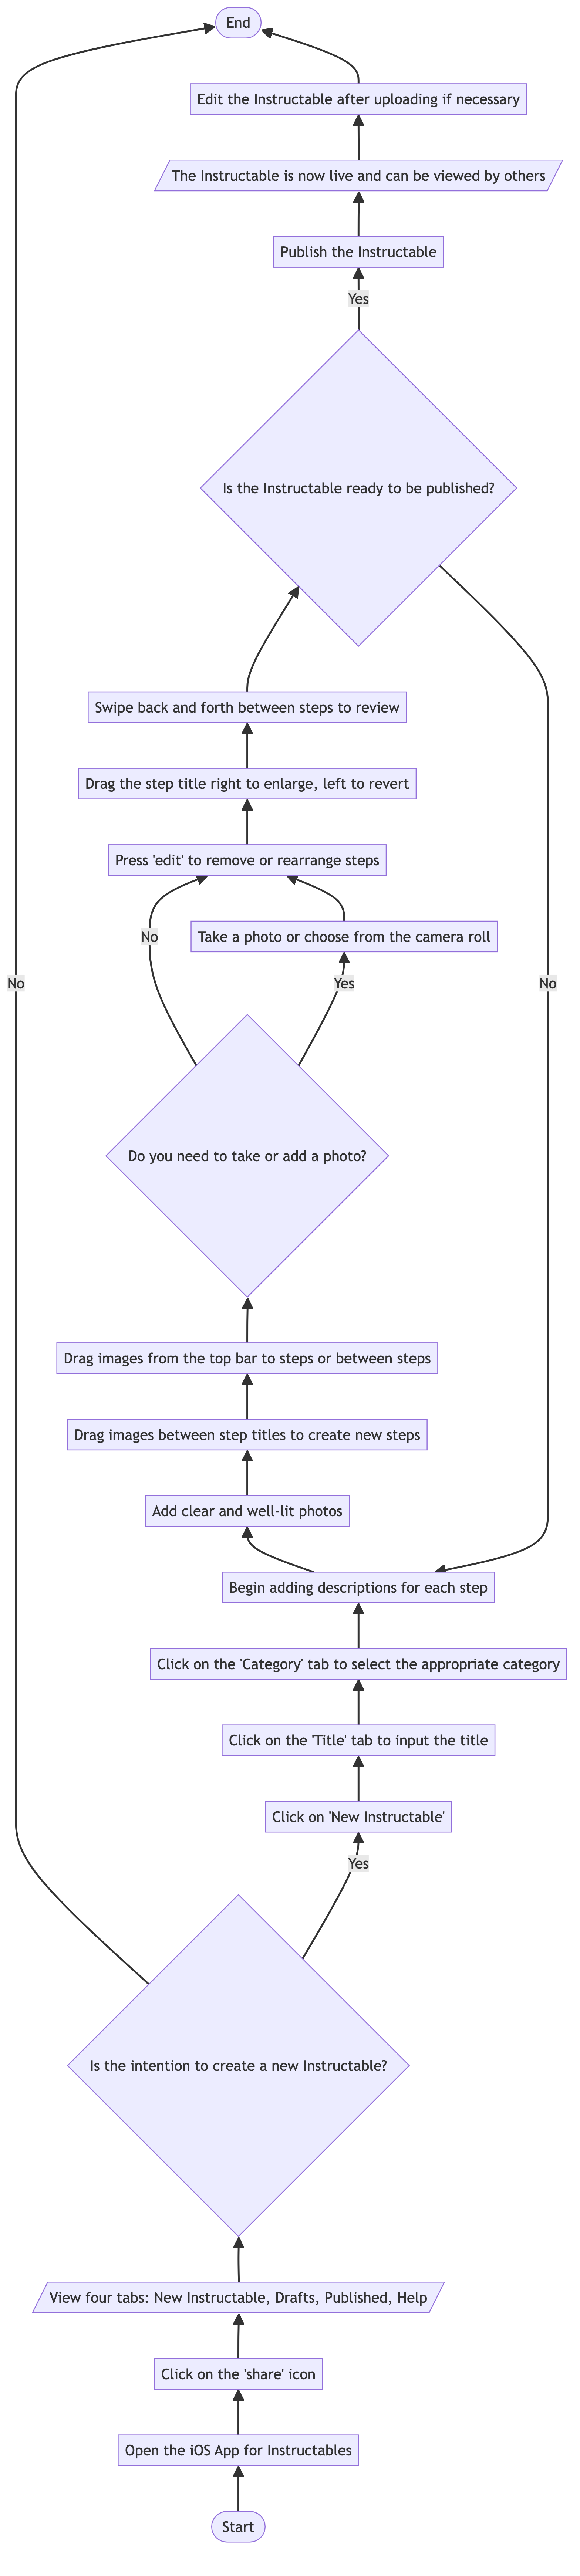 End
Edit the Instructable after uploading if necessary
The Instructable is now live and can be viewed by others
Publish the Instructable
Yes
Is the Instructable ready to be published?
Swipe back and forth between steps to review
Drag the step title right to enlarge, left to revert
Press 'edit' to remove or rearrange steps
No
Take a photo or choose from the camera roll
No
Yes
No
Do you need to take or add a photo?
Drag images from the top bar to steps or between steps
Drag images between step titles to create new steps
Add clear and well-lit photos
Begin adding descriptions for each step
Click on the 'Category' tab to select the appropriate category
Click on the 'Title' tab to input the title
Click on 'New Instructable'
Yes
Is the intention to create a new Instructable?
View four tabs: New Instructable, Drafts, Published, Help
Click on the 'share' icon
Open the iOS App for Instructables
Start